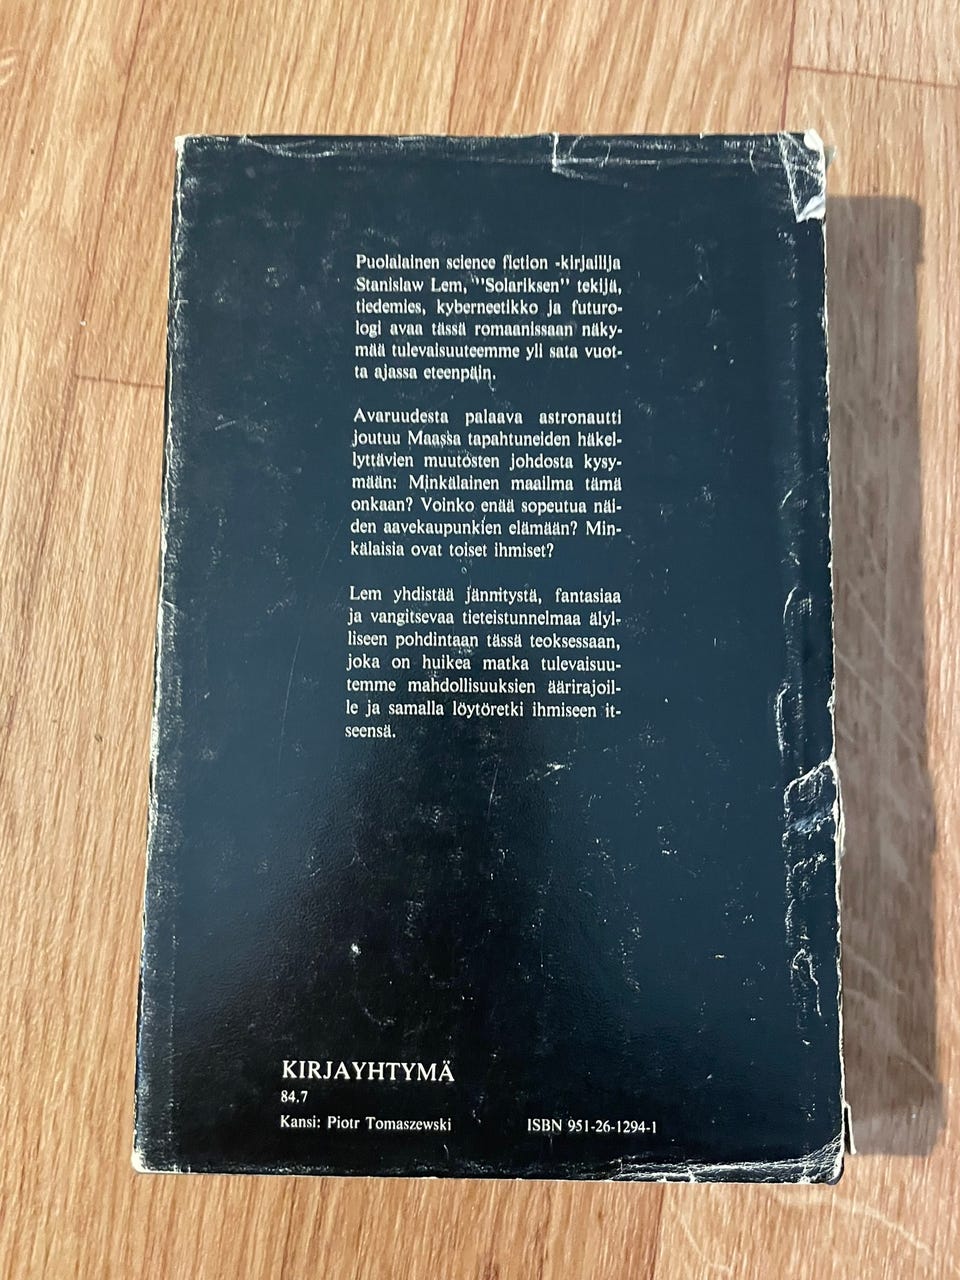 Puolalainen science fiction -kirjailija
Stanislaw Lem, ''"Solariksen" tekijä,
tiedemies, kyberneetikko ja futuro-
logi avaa tässä romaanissaan näky-
mää tulevaisuuteemme yli sata vuot-
ta ajassa eteenpäin.
Avaruudesta palaava astronautti
joutuu Maassa tapahtuneiden häkel-
lyttävien muutosten johdosta kysy-
mään: Minkälainen maailma tämä
onkaan? Voinko enää sopeutua näi-
den aavekaupunkien elämään? Min-
kälaisia ovat toiset ihmiset?
Lem yhdistää jännitystä, fantasiaa
ja vangitsevaa tieteistunnelmaa älyl-
liseen pohdintaan tässä teoksessaan,
joka on huikea matka tulevaisuu-
temme mahdollisuuksien äärirajoil-
le ja samalla löytöretki ihmiseen it-
seensä.
KIRJAYHTYMÄ
84.7
Kansi: Piotr Tomaszewski ISBN 951-26-1294-1